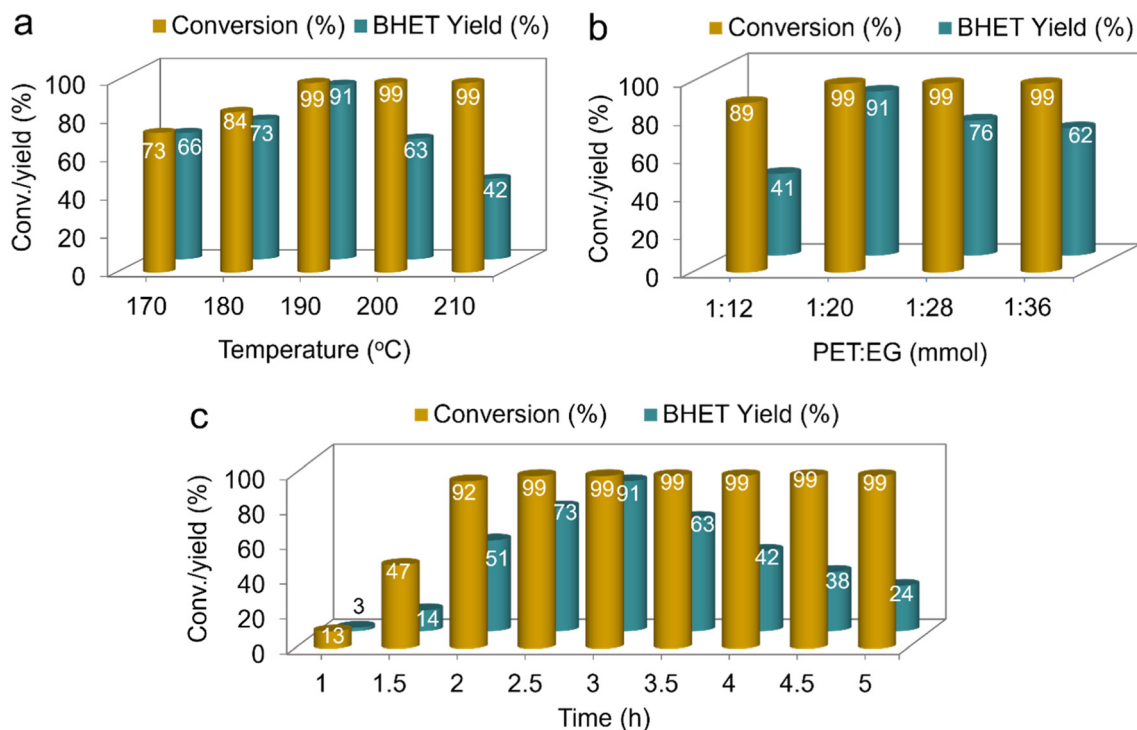 a
Conversion (%) BHET Yield (%)
Conv./yield (%)
100
80
60
40
20
0
73 66 84 73 99 91 99 63 99 42
170 180 190 200 210
Temperature (°C)
b
Conversion (%) BHET Yield (%)
Conv./yield (%)
100
80
60
40
20
0
89 41 99 91 99 76 99 62
1:12 1:20 1:28 1:36
PET:EG (mmol)
c
Conversion (%) BHET Yield (%)
Conv./yield (%)
100
80
60
40
20
0
13 3 47 14 92 51 99 73 99 91 99 63 99 42 99 38 99 24
1 1.5 2 2.5 3 3.5 4 4.5 5
Time (h)